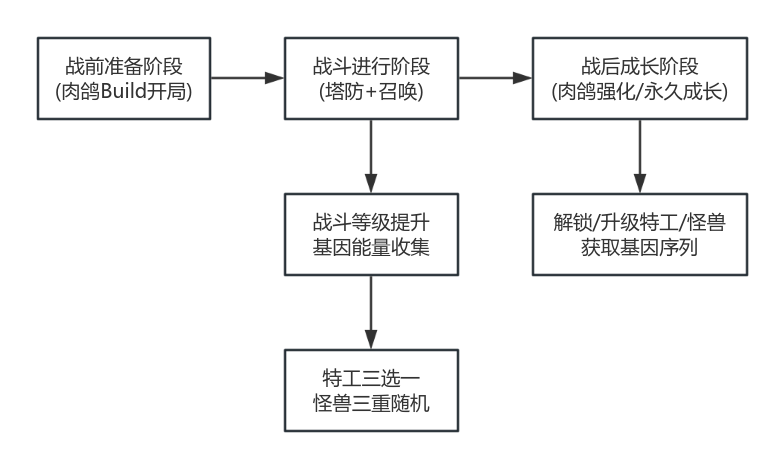 战前准备阶段
(肉鸽Build开局)
战斗进行阶段
(塔防+召唤)
战后成长阶段
(肉鸽强化/永久成长)
战斗等级提升
基因能量收集
解锁/升级特工/怪兽
获取基因序列
特工三选一
怪兽三重随机